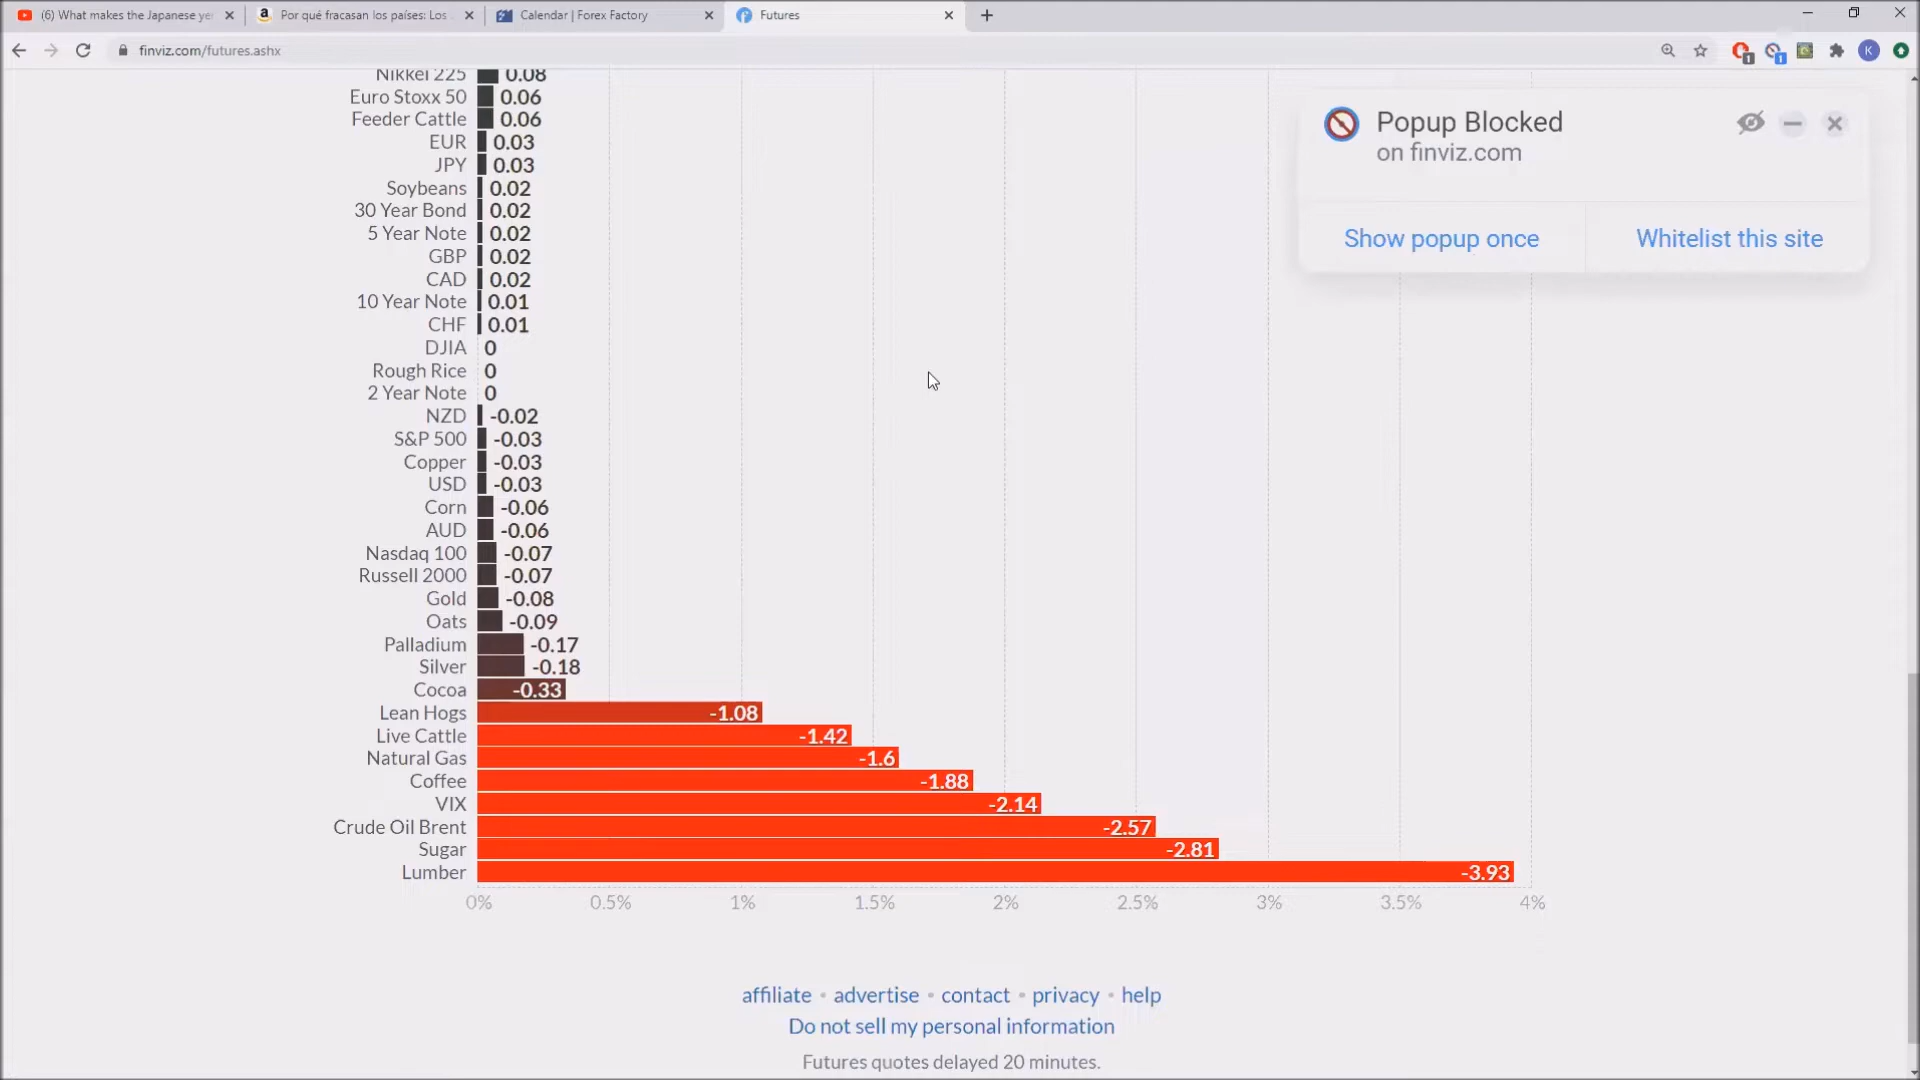 (6) What makes the Japanese ye
Por qué fracasan los países: Los
Calendar | Forex Factory
Futures
finviz.com/futures.ashx
Popup Blocked
on finviz.com
Show popup once
Whitelist this site
Nikkei 225 0.08
Euro Stoxx 50 0.06
Feeder Cattle 0.06
EUR 0.03
JPY 0.03
Soybeans 0.02
30 Year Bond 0.02
5 Year Note 0.02
GBP 0.02
CAD 0.02
10 Year Note 0.01
CHF 0.01
DJIA 0
Rough Rice 0
2 Year Note 0
NZD -0.02
S&P 500 -0.03
Copper -0.03
USD -0.03
Corn -0.06
AUD -0.06
Nasdaq 100 -0.07
Russell 2000 -0.07
Gold -0.08
Oats -0.09
Palladium -0.17
Silver -0.18
Cocoa -0.33
Lean Hogs -1.08
Live Cattle -1.42
Natural Gas -1.6
Coffee -1.88
VIX -2.14
Crude Oil Brent -2.57
Sugar -2.81
Lumber -3.93
0% 0.5% 1% 1.5% 2% 2.5% 3% 3.5% 4%
affiliate • advertise • contact • privacy • help
Do not sell my personal information
Futures quotes delayed 20 minutes.